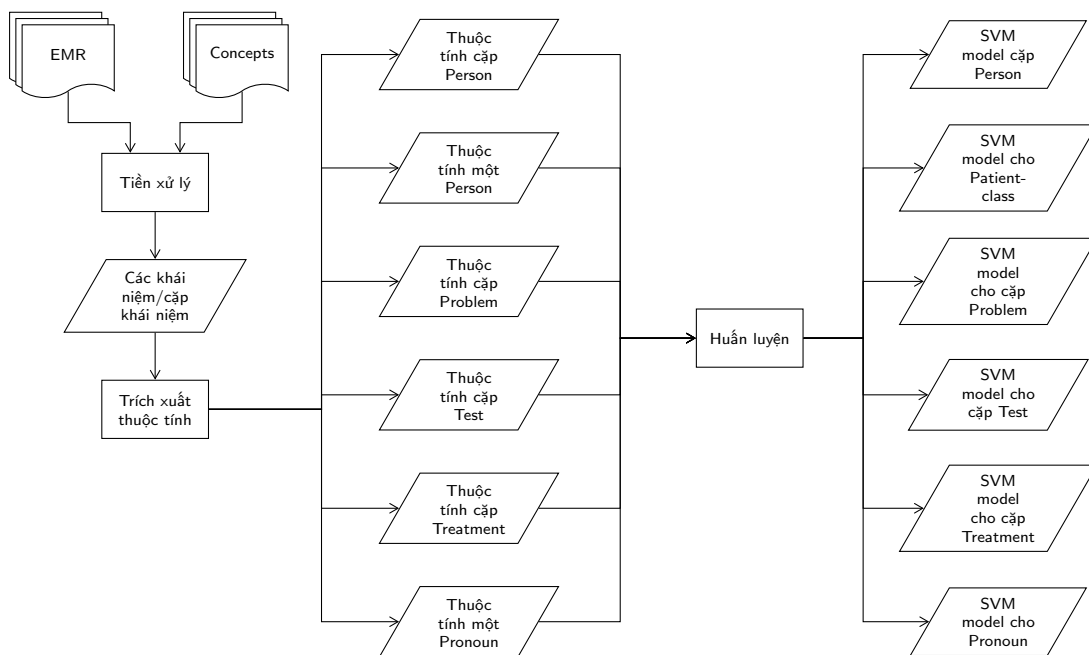 EMR
Concepts
Tiền xử lý
Các khái
niệm/cặp
khái niệm
Trích xuất
thuộc tính
Thuộc
tính cặp
Person
Thuộc
tính một
Person
Thuộc
tính cặp
Problem
Thuộc
tính cặp
Test
Thuộc
tính cặp
Treatment
Thuộc
tính một
Pronoun
Huấn luyện
SVM
model cặp
Person
SVM
model cho
Patient-
class
SVM
model
cho cặp
Problem
SVM
model cho
cặp Test
SVM
model
cho cặp
Treatment
SVM
model cho
Pronoun